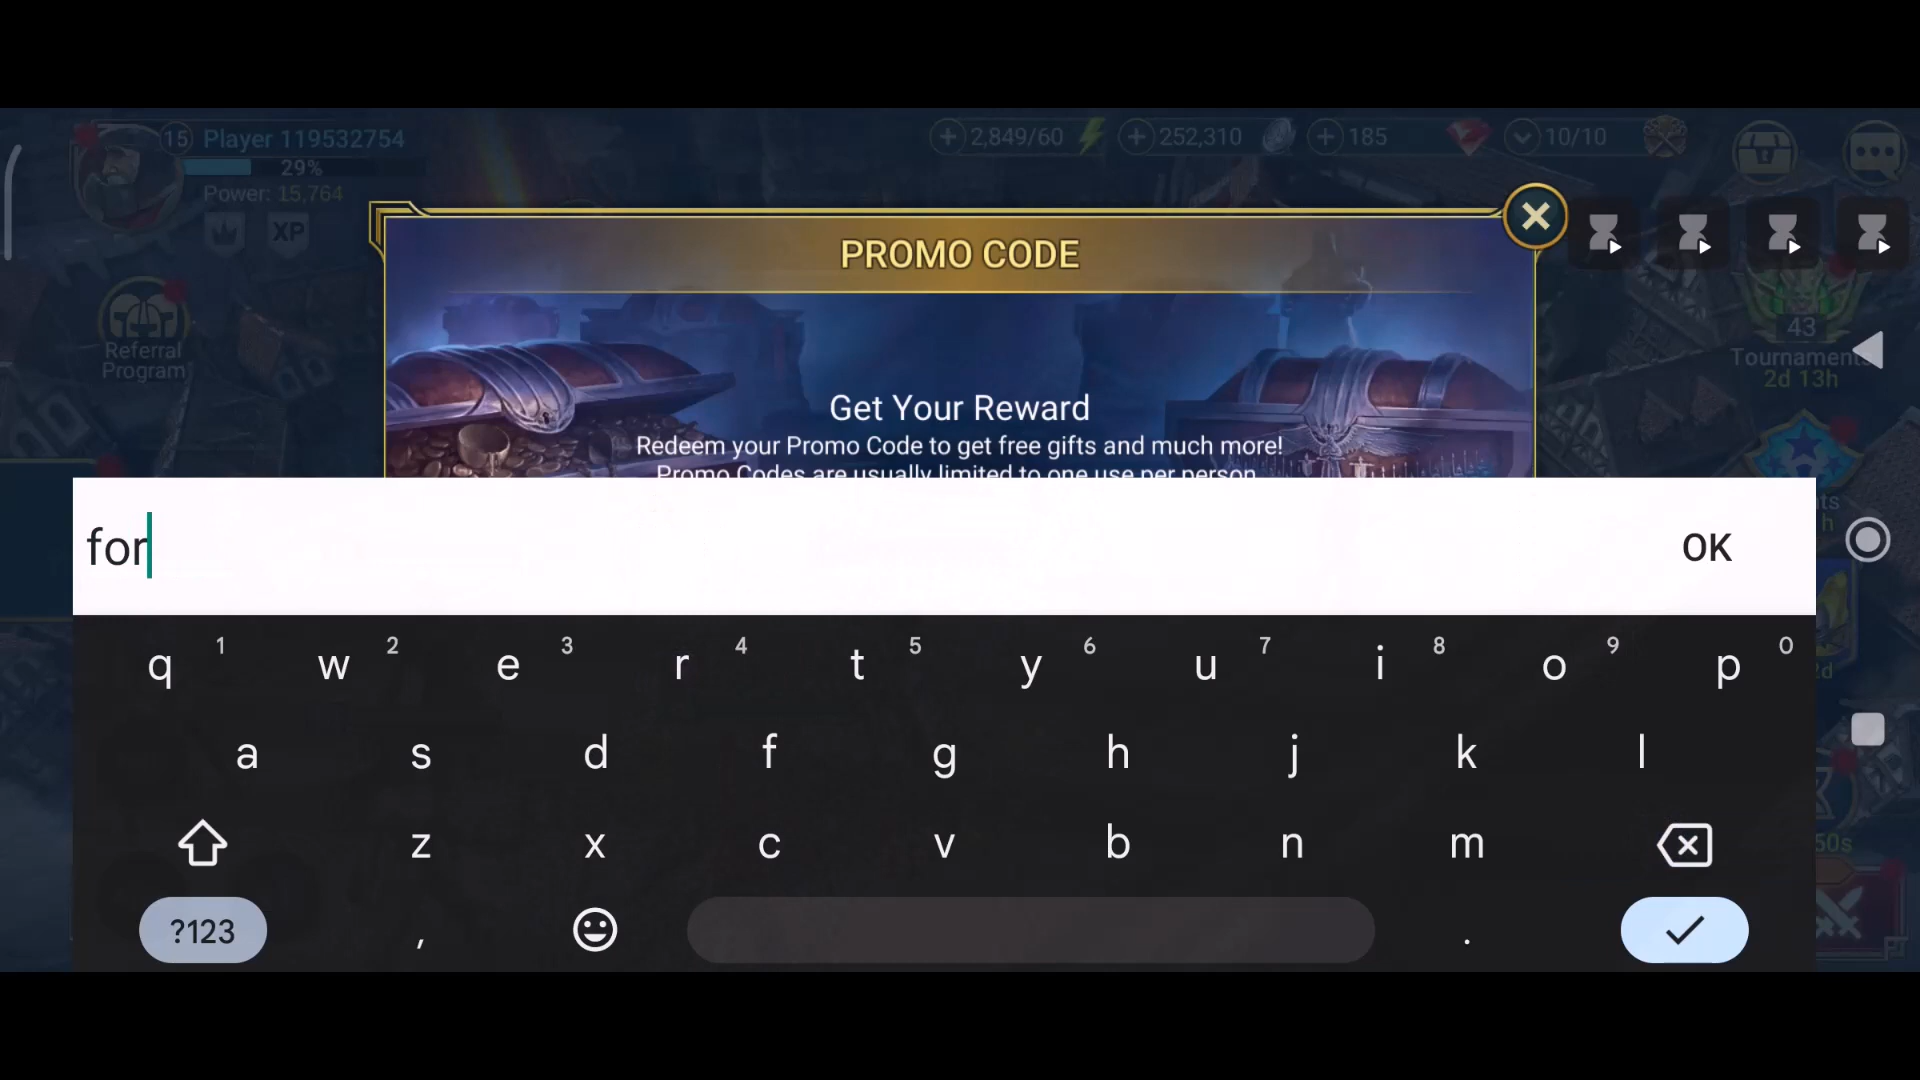 15 Player 119532754
29%
Power: 15,764
XP
2,849/60
252,310
185
10/10
PROMO CODE
Referral
Program
43
Tournaments
2d 13h
Get Your Reward
Redeem your Promo Code to get free gifts and much more!
Promo Codes are usually limited to one use per person
for
OK
q 1 w 2 e 3 r 4 t 5 y 6 u 7 i 8 o 9 p 0
a s d f g h j k l
z x c v b n m
?123 , .
50s